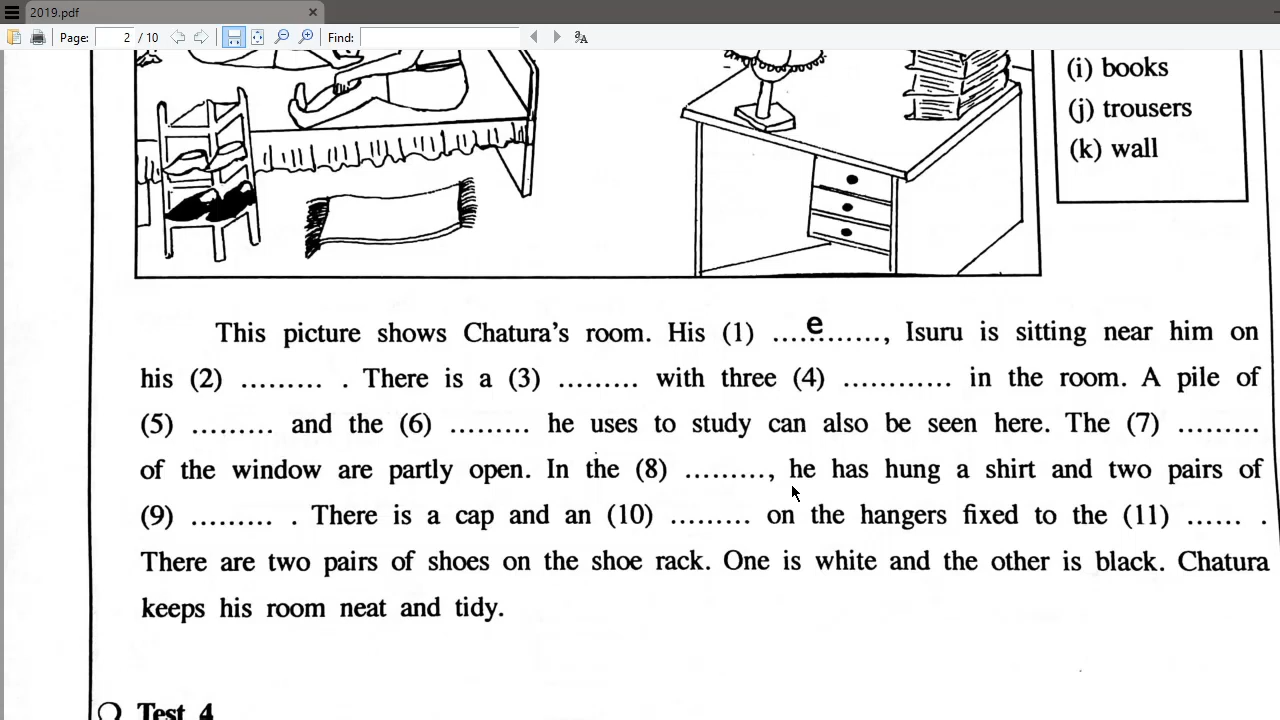 2019.pdf
Page: 2 / 10 Find:
(i) books
(j) trousers
(k) wall
This picture shows Chatura's room. His (1) ......e......, Isuru is sitting near him on
his (2) ......... . There is a (3) ......... with three (4) ............ in the room. A pile of
(5) ......... and the (6) ......... he uses to study can also be seen here. The (7) .........
of the window are partly open. In the (8) ........., he has hung a shirt and two pairs of
(9) ......... . There is a cap and an (10) ......... on the hangers fixed to the (11) ...... .
There are two pairs of shoes on the shoe rack. One is white and the other is black. Chatura
keeps his room neat and tidy.
Test 4